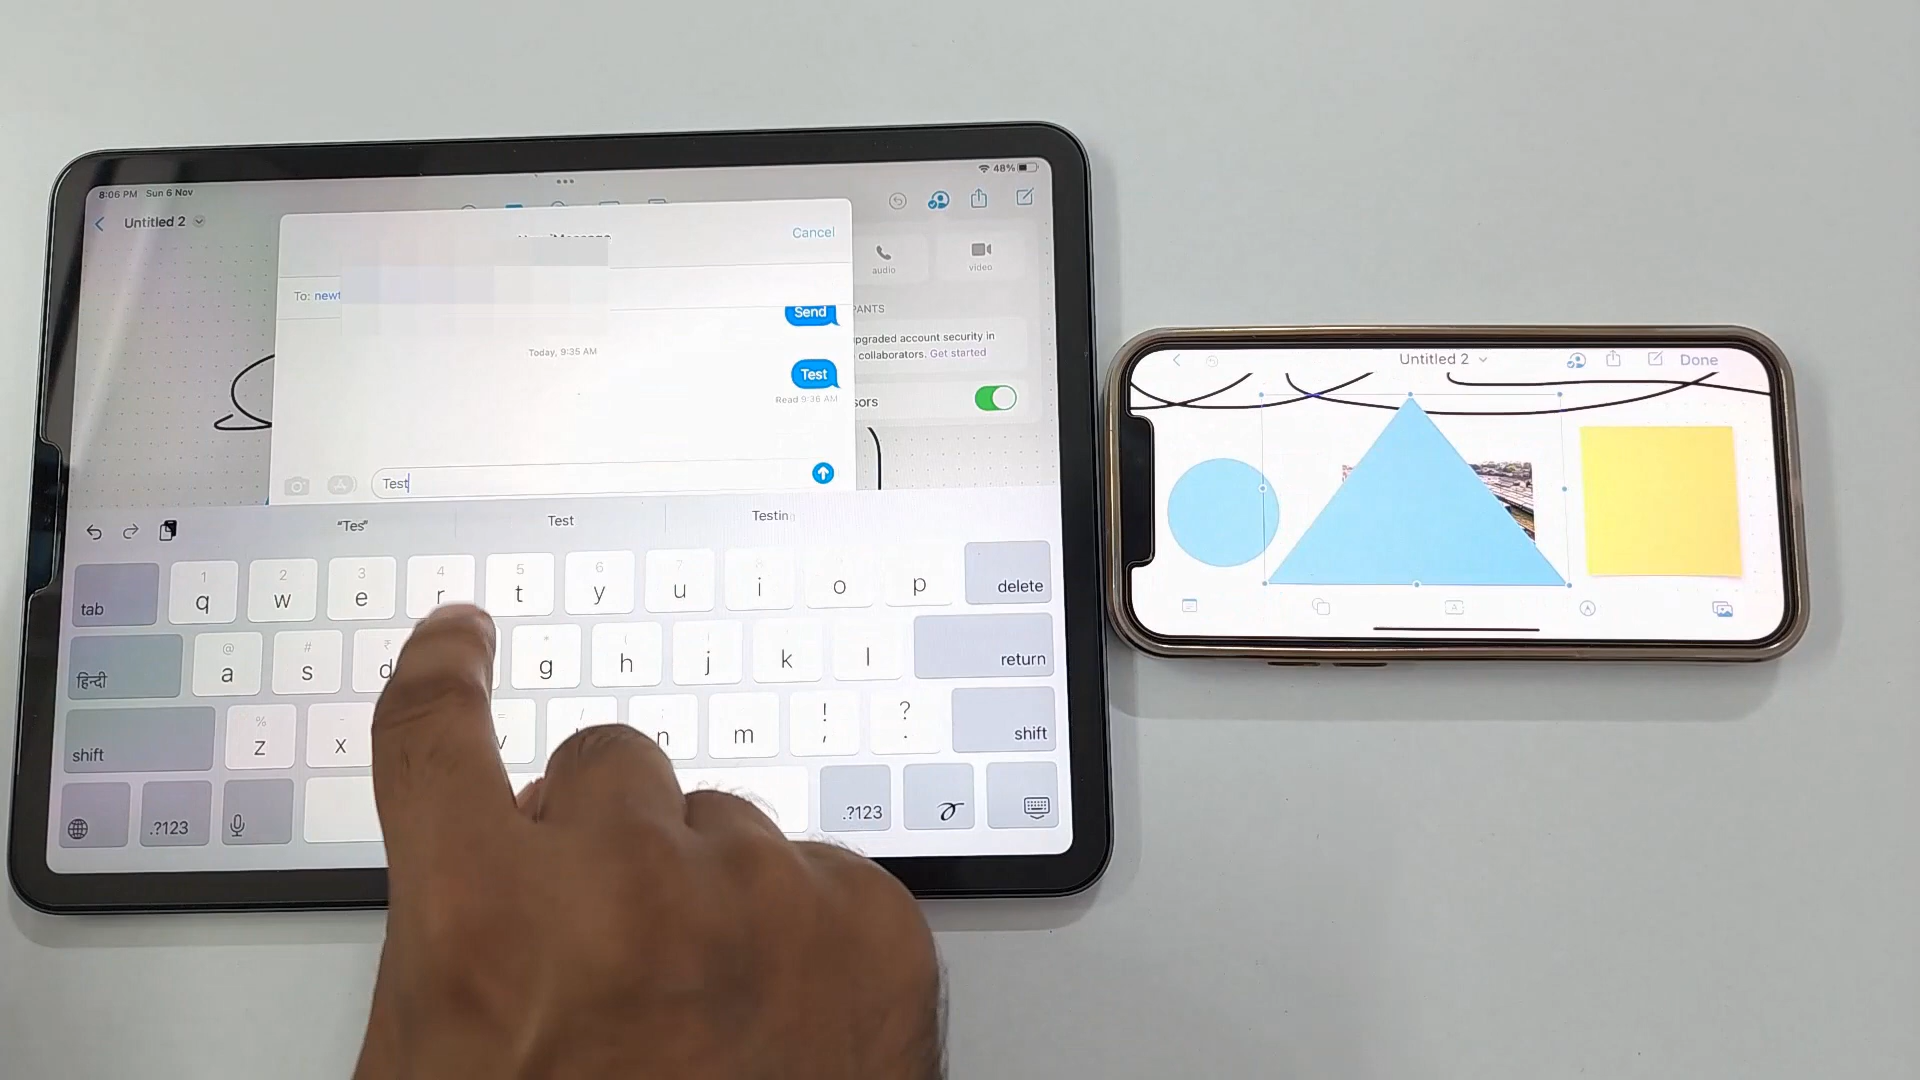 8:06 PM Sun 6 Nov
48%
Untitled 2
Cancel
audio
video
To: newt
PANTS
Send
upgraded account security in
collaborators. Get started
Today, 9:35 AM
Test
Read 9:36 AM
sors
Test
"Tes"
Test
Testin
tab
1 q
2 w
3 e
4 r
5 t
6 y
7 u
i
o
p
delete
हिन्दी
@ a
# s
₹ d
g
h
j
k
l
return
shift
% z
- x
= v
/
n
m
! ,
? .
shift
.?123
.?123
Untitled 2
Done
A